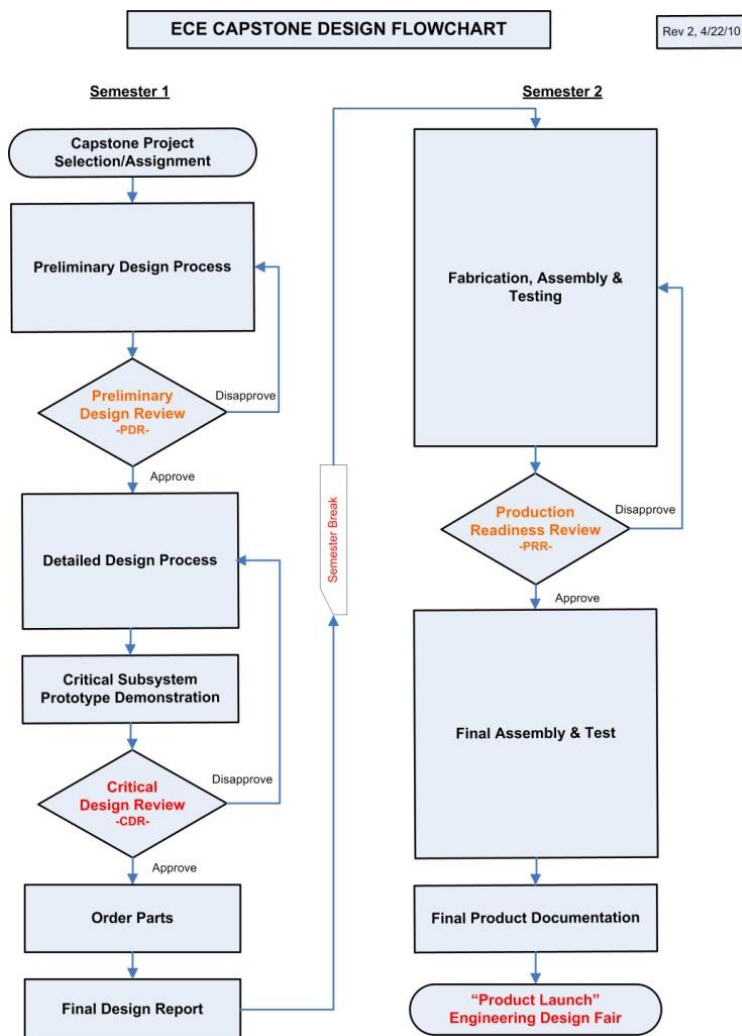 ECE CAPSTONE DESIGN FLOWCHART
Rev 2, 4/22/10
Semester 1
Capstone Project
Selection/Assignment
Preliminary Design Process
Preliminary
Design Review
-PDR-
Disapprove
Approve
Detailed Design Process
Critical Subsystem
Prototype Demonstration
Critical
Design Review
-CDR-
Disapprove
Approve
Order Parts
Final Design Report
Semester Break
Semester 2
Fabrication, Assembly &
Testing
Production
Readiness Review
-PRR-
Disapprove
Approve
Final Assembly & Test
Final Product Documentation
“Product Launch”
Engineering Design Fair